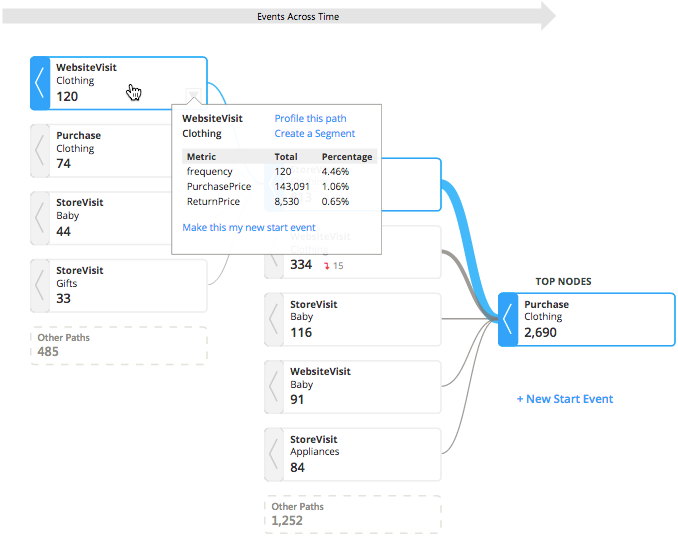 Events Across Time
WebsiteVisit
Clothing
120
Purchase
Clothing
74
StoreVisit
Baby
44
StoreVisit
Gifts
33
Other Paths
485
WebsiteVisit
Clothing
Profile this path
Create a Segment
Metric Total Percentage
frequency 120 4.46%
PurchasePrice 143,091 1.06%
ReturnPrice 8,530 0.65%
Make this my new start event
334 15
StoreVisit
Baby
116
WebsiteVisit
Baby
91
StoreVisit
Appliances
84
Other Paths
1,252
TOP NODES
Purchase
Clothing
2,690
+ New Start Event